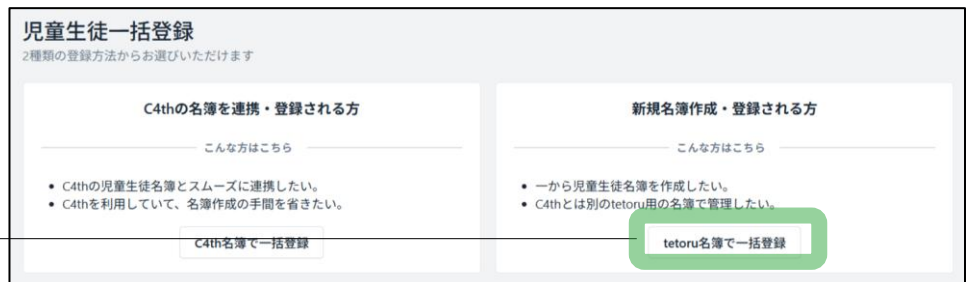 児童生徒一括登録
2種類の登録方法からお選びいただけます
C4thの名簿を連携・登録される方
こんな方はこちら
• C4thの児童生徒名簿とスムーズに連携したい。
• C4thを利用していて、名簿作成の手間を省きたい。
C4th名簿で一括登録
新規名簿作成・登録される方
こんな方はこちら
• 一から児童生徒名簿を作成したい。
• C4thとは別のtetoru用の名簿で管理したい。
tetoru名簿で一括登録